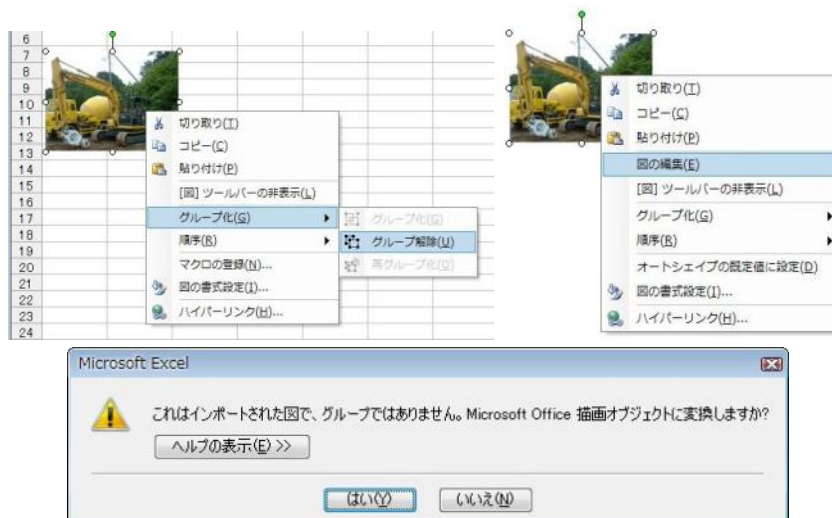 6
7
8
9
10
11
12
13
14
15
16
17
18
19
20
21
22
23
24
切り取り(T)
コピー(C)
貼り付け(P)
[図] ツールバーの非表示(L)
グループ化(G)
順序(R)
マクロの登録(N)...
図の書式設定(I)...
ハイパーリンク(H)...
グループ化(G)
グループ解除(U)
再グループ化(O)
切り取り(T)
コピー(C)
貼り付け(P)
図の編集(E)
[図] ツールバーの非表示(L)
グループ化(G)
順序(R)
オートシェイプの既定値に設定(D)
図の書式設定(I)...
ハイパーリンク(H)...
Microsoft Excel
これはインポートされた図で、グループではありません。Microsoft Office 描画オブジェクトに変換しますか?
ヘルプの表示(E) >>
はい(Y)
いいえ(N)